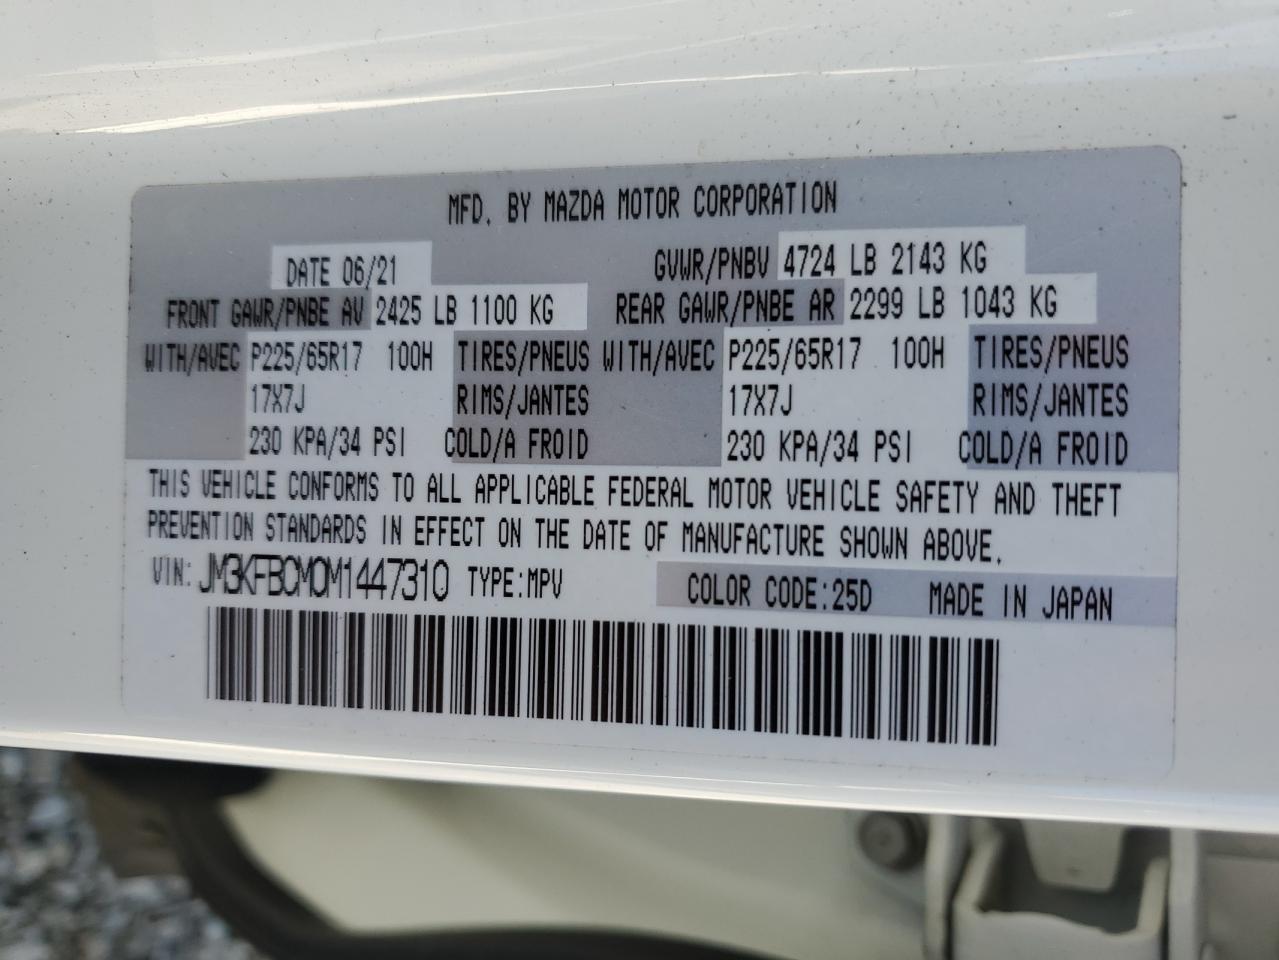 MFD. BY MAZDA MOTOR CORPORATION
DATE 06/21 GVWR/PNBV 4724 LB 2143 KG
FRONT GAWR/PNBE AV 2425 LB 1100 KG REAR GAWR/PNBE AR 2299 LB 1043 KG
WITH/AVEC P225/65R17 100H TIRES/PNEUS WITH/AVEC P225/65R17 100H TIRES/PNEUS
17X7J RIMS/JANTES 17X7J RIMS/JANTES
230 KPA/34 PSI COLD/A FROID 230 KPA/34 PSI COLD/A FROID
THIS VEHICLE CONFORMS TO ALL APPLICABLE FEDERAL MOTOR VEHICLE SAFETY AND THEFT
PREVENTION STANDARDS IN EFFECT ON THE DATE OF MANUFACTURE SHOWN ABOVE.
VIN: JM3KFBCM0M1447310 TYPE:MPV COLOR CODE:25D MADE IN JAPAN